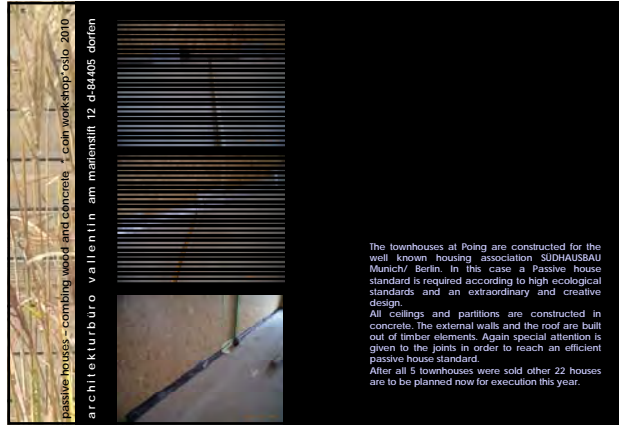 passive houses – combing wood and concrete * coin workshop*oslo 2010
architekturbüro vallentin am marienstift 12 d-84405 dorfen
The townhouses at Poing are constructed for the
well known housing association SÜDHAUSBAU
Munich/ Berlin. In this case a Passive house
standard is required according to high ecological
standards and an extraordinary and creative
design.
All ceilings and partitions are constructed in
concrete. The external walls and the roof are built
out of timber elements. Again special attention is
given to the joints in order to reach an efficient
passive house standard.
After all 5 townhouses were sold other 22 houses
are to be planned now for execution this year.